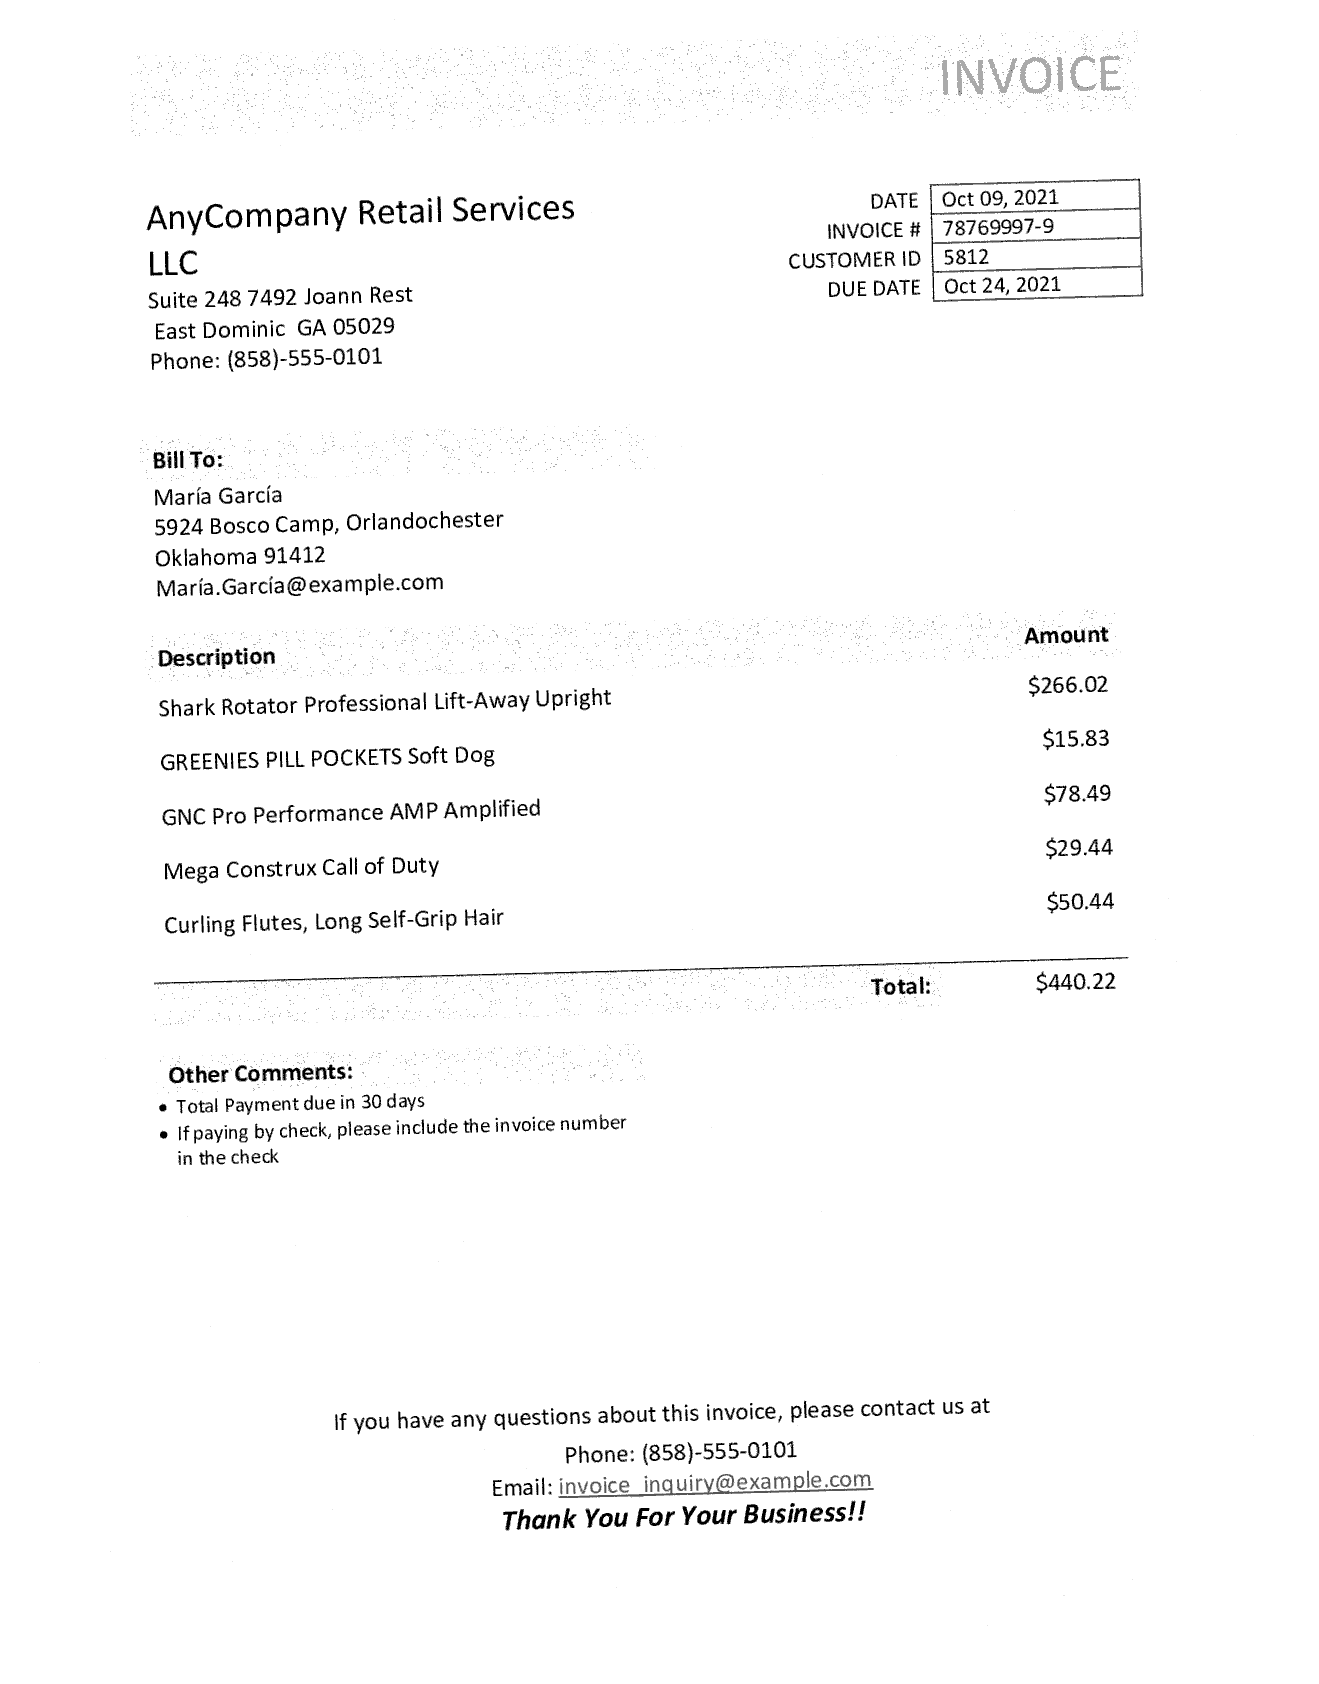 INVOICE
AnyCompany Retail Services
LLC
Suite 248 7492 Joann Rest
East Dominic GA 05029
Phone: (858)-555-0101
DATE Oct 09, 2021
INVOICE # 78769997-9
CUSTOMER ID 5812
DUE DATE Oct 24, 2021
Bill To:
María García
5924 Bosco Camp, Orlandochester
Oklahoma 91412
María.García@example.com
Description Amount
Shark Rotator Professional Lift-Away Upright $266.02
GREENIES PILL POCKETS Soft Dog $15.83
GNC Pro Performance AMP Amplified $78.49
Mega Construx Call of Duty $29.44
Curling Flutes, Long Self-Grip Hair $50.44
Total: $440.22
Other Comments:
• Total Payment due in 30 days
• If paying by check, please include the invoice number
in the check
If you have any questions about this invoice, please contact us at
Phone: (858)-555-0101
Email: invoice_inquiry@example.com
Thank You For Your Business!!